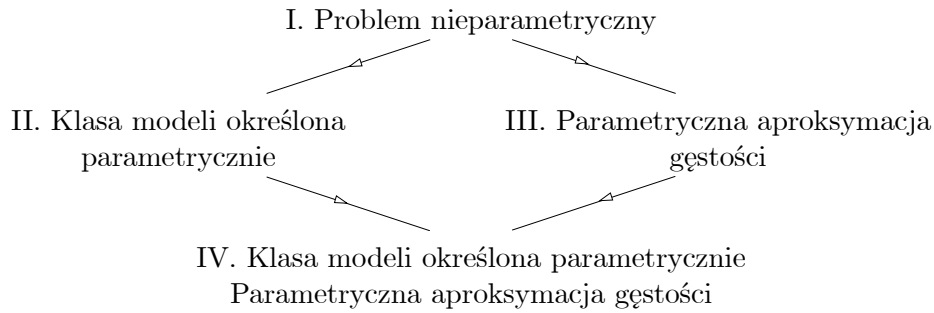 I. Problem nieparametryczny
II. Klasa modeli określona
parametrycznie
III. Parametryczna aproksymacja
gęstości
IV. Klasa modeli określona parametrycznie
Parametryczna aproksymacja gęstości